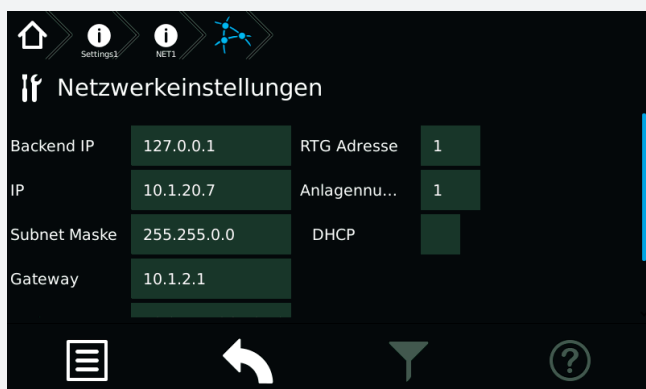 Settings1
NET1
Netzwerkeinstellungen
Backend IP 127.0.0.1 RTG Adresse 1
IP 10.1.20.7 Anlagennu... 1
Subnet Maske 255.255.0.0 DHCP
Gateway 10.1.2.1
?